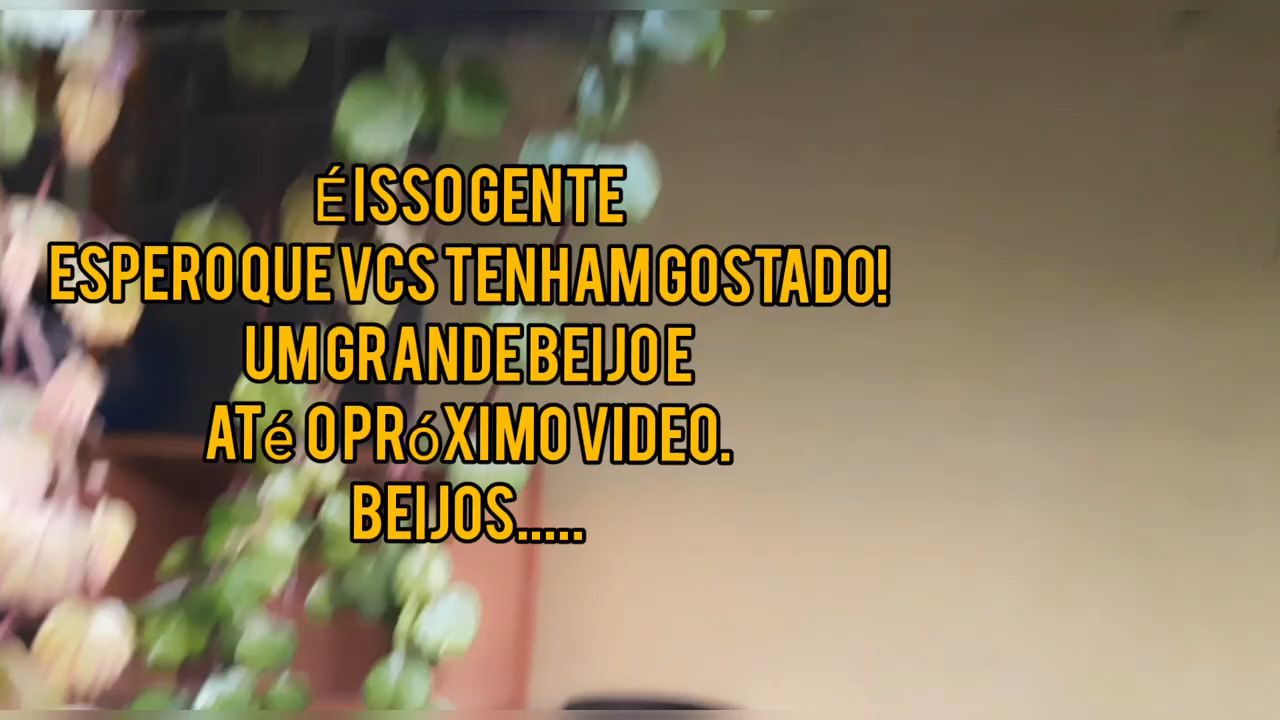 É ISSO GENTE
ESPERO QUE VCS TENHAM GOSTADO!
UM GRANDE BEIJO E
ATé O PRóXIMO VIDEO.
BEIJOS.....